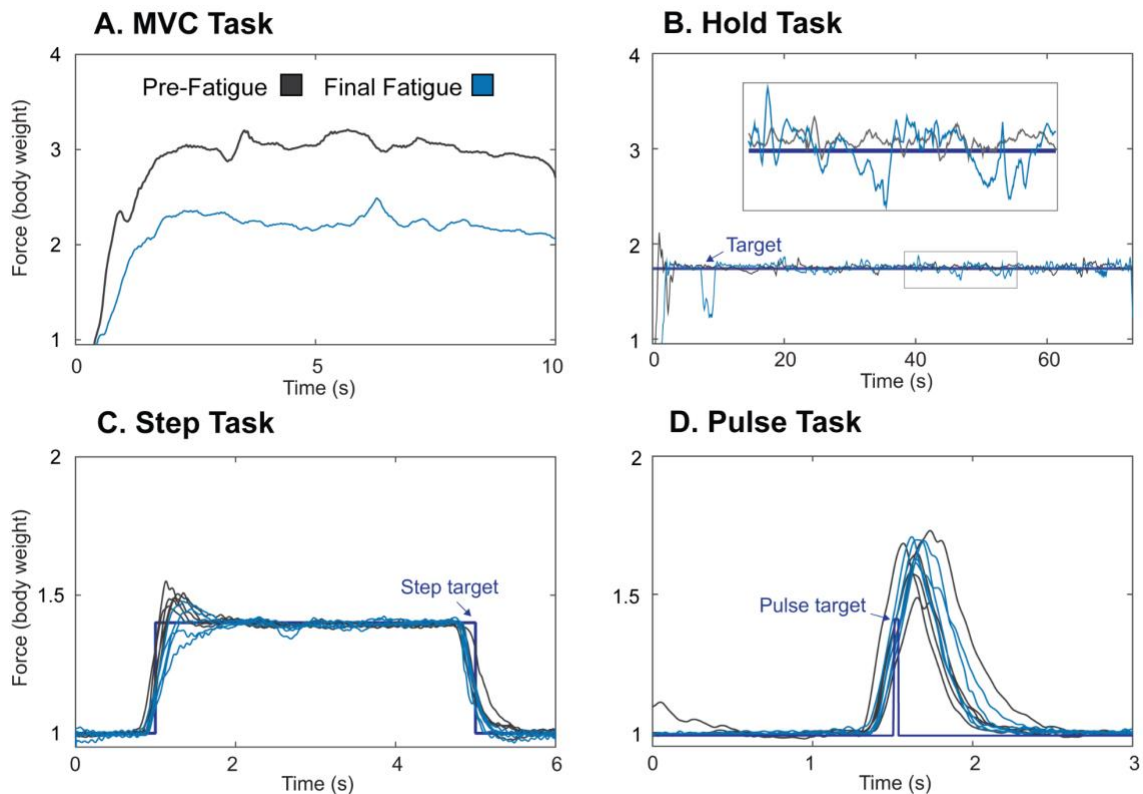 A. MVC Task
4
3
2
1
Force (body weight)
Pre-Fatigue
Final Fatigue
0
5
10
Time (s)
B. Hold Task
4
3
2
1
Target
0
20
40
60
Time (s)
C. Step Task
2
1.5
1
Force (body weight)
Step target
0
2
4
6
Time (s)
D. Pulse Task
2
1.5
1
Pulse target
0
1
2
3
Time (s)